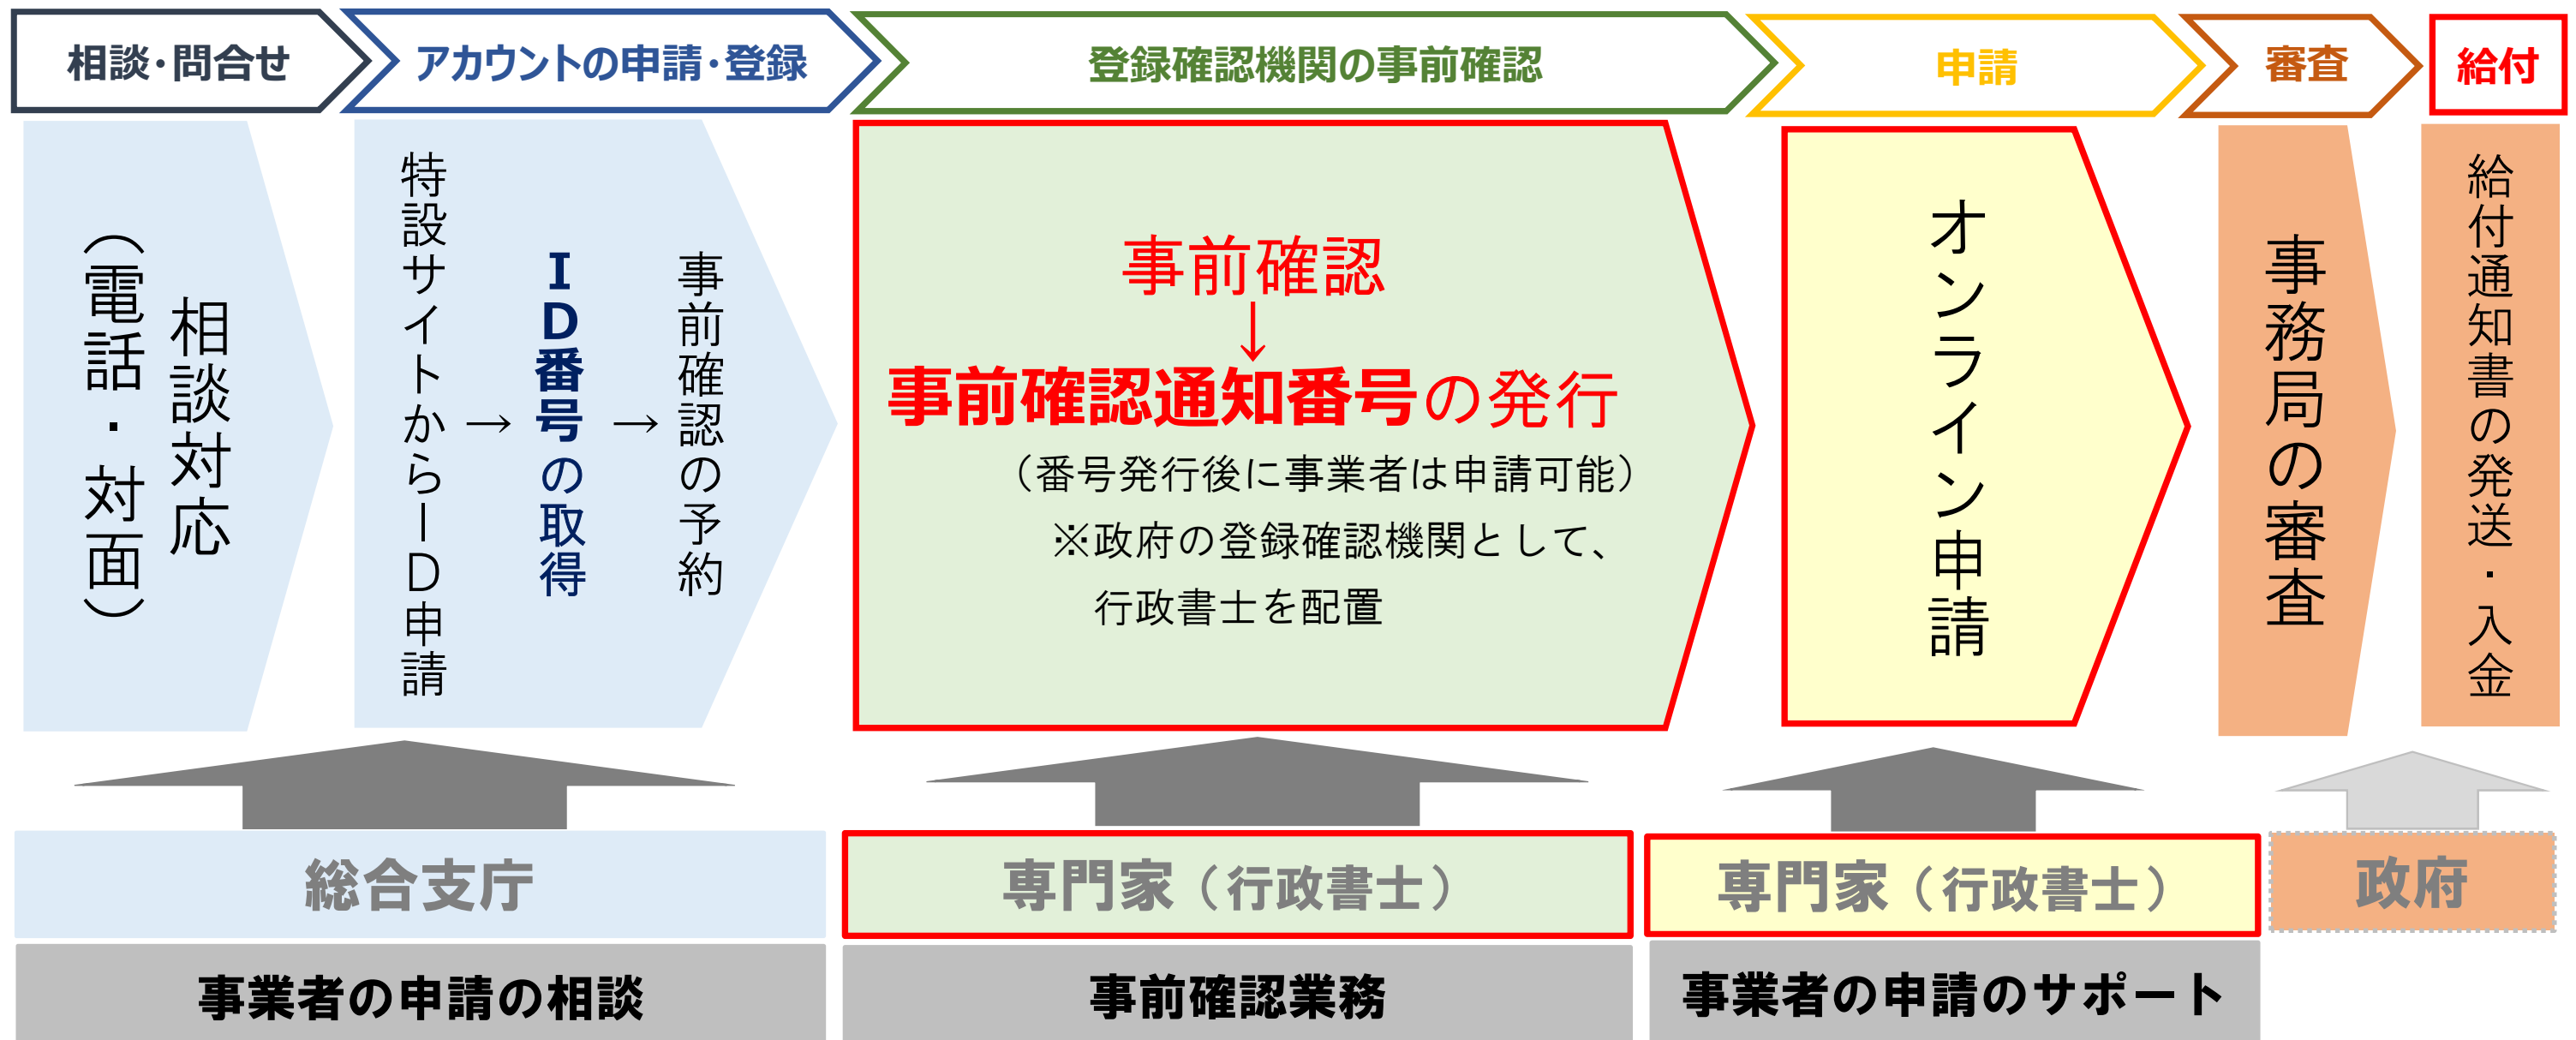 相談・問合せ
アカウントの申請・登録
登録確認機関の事前確認
申請
審査
給付
相談対応
（電話・対面）
特設サイトからＩＤ申請
→
ＩＤ番号の取得
→
事前確認の予約
事前確認
↓
事前確認通知番号の発行
（番号発行後に事業者は申請可能）
※政府の登録確認機関として、
行政書士を配置
オンライン申請
事務局の審査
給付通知書の発送・入金
総合支庁
専門家（行政書士）
専門家（行政書士）
政府
事業者の申請の相談
事前確認業務
事業者の申請のサポート